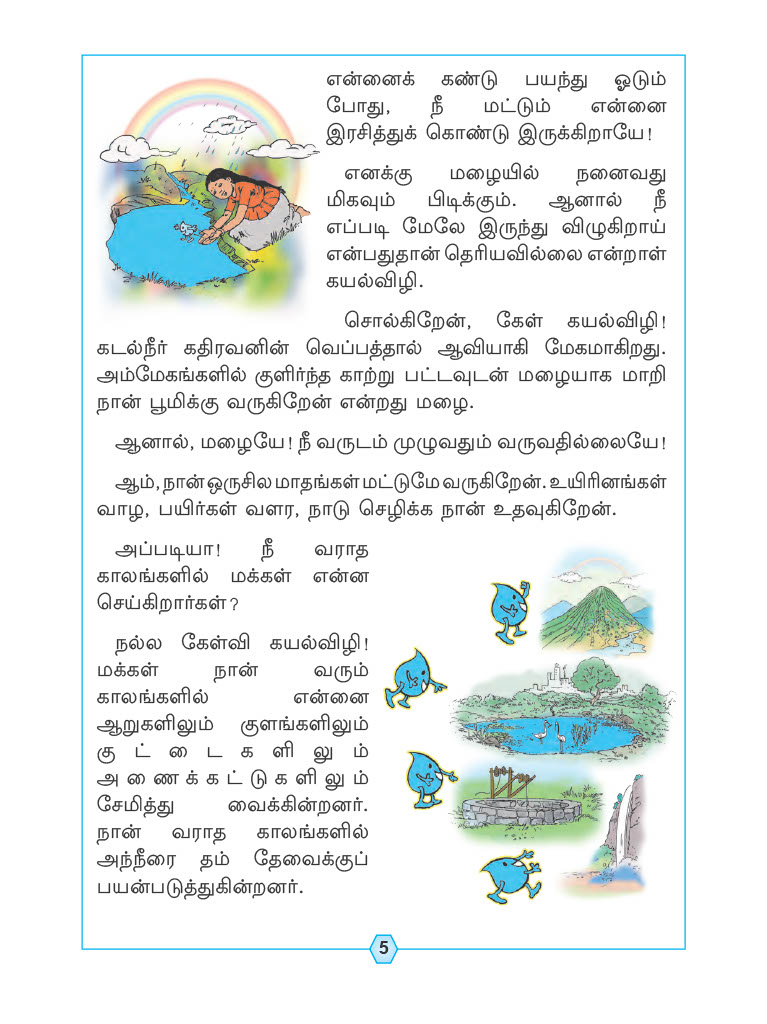 என்னைக் கண்டு பயந்து ஓடும்
போது, நீ மட்டும் என்னை
இரசித்துக் கொண்டு இருக்கிறாயே!
எனக்கு மழையில் நனைவது
மிகவும் பிடிக்கும். ஆனால் நீ
எப்படி மேலே இருந்து விழுகிறாய்
என்பதுதான் தெரியவில்லை என்றாள்
கயல்விழி.
சொல்கிறேன், கேள் கயல்விழி!
கடல்நீர் கதிரவனின் வெப்பத்தால் ஆவியாகி மேகமாகிறது.
அம்மேகங்களில் குளிர்ந்த காற்று பட்டவுடன் மழையாக மாறி
நான் பூமிக்கு வருகிறேன் என்றது மழை.
ஆனால், மழையே! நீ வருடம் முழுவதும் வருவதில்லையே!
ஆம், நான் ஒருசில மாதங்கள் மட்டுமே வருகிறேன். உயிரினங்கள்
வாழ, பயிர்கள் வளர, நாடு செழிக்க நான் உதவுகிறேன்.
அப்படியா! நீ வராத
காலங்களில் மக்கள் என்ன
செய்கிறார்கள்?
நல்ல கேள்வி கயல்விழி!
மக்கள் நான் வரும்
காலங்களில் என்னை
ஆறுகளிலும் குளங்களிலும்
குட்டைகளிலும்
அணைக்கட்டுகளிலும்
சேமித்து வைக்கின்றனர்.
நான் வராத காலங்களில்
அந்நீரை தம் தேவைக்குப்
பயன்படுத்துகின்றனர்.
5